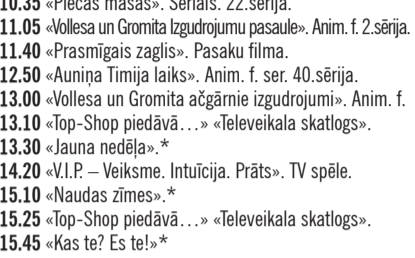 10.35 «Piecas māsas». Seriāls. 22.sērija.
11.05 «Vollesa un Gromita Izgudrojumu pasaule». Anim. f. 2.sērija.
11.40 «Prasmīgais zaglis». Pasaku filma.
12.50 «Auniņa Timija laiks». Anim. f. ser. 40.sērija.
13.00 «Vollesa un Gromita ačgārnie izgudrojumi». Anim. f.
13.10 «Top-Shop piedāvā…» «Televeikala skatlogs».
13.30 «Jauna nedēļa».*
14.20 «V.I.P. – Veiksme. Intuīcija. Prāts». TV spēle.
15.10 «Naudas zīmes».*
15.25 «Top-Shop piedāvā…» «Televeikala skatlogs».
15.45 «Kas te? Es te!»*